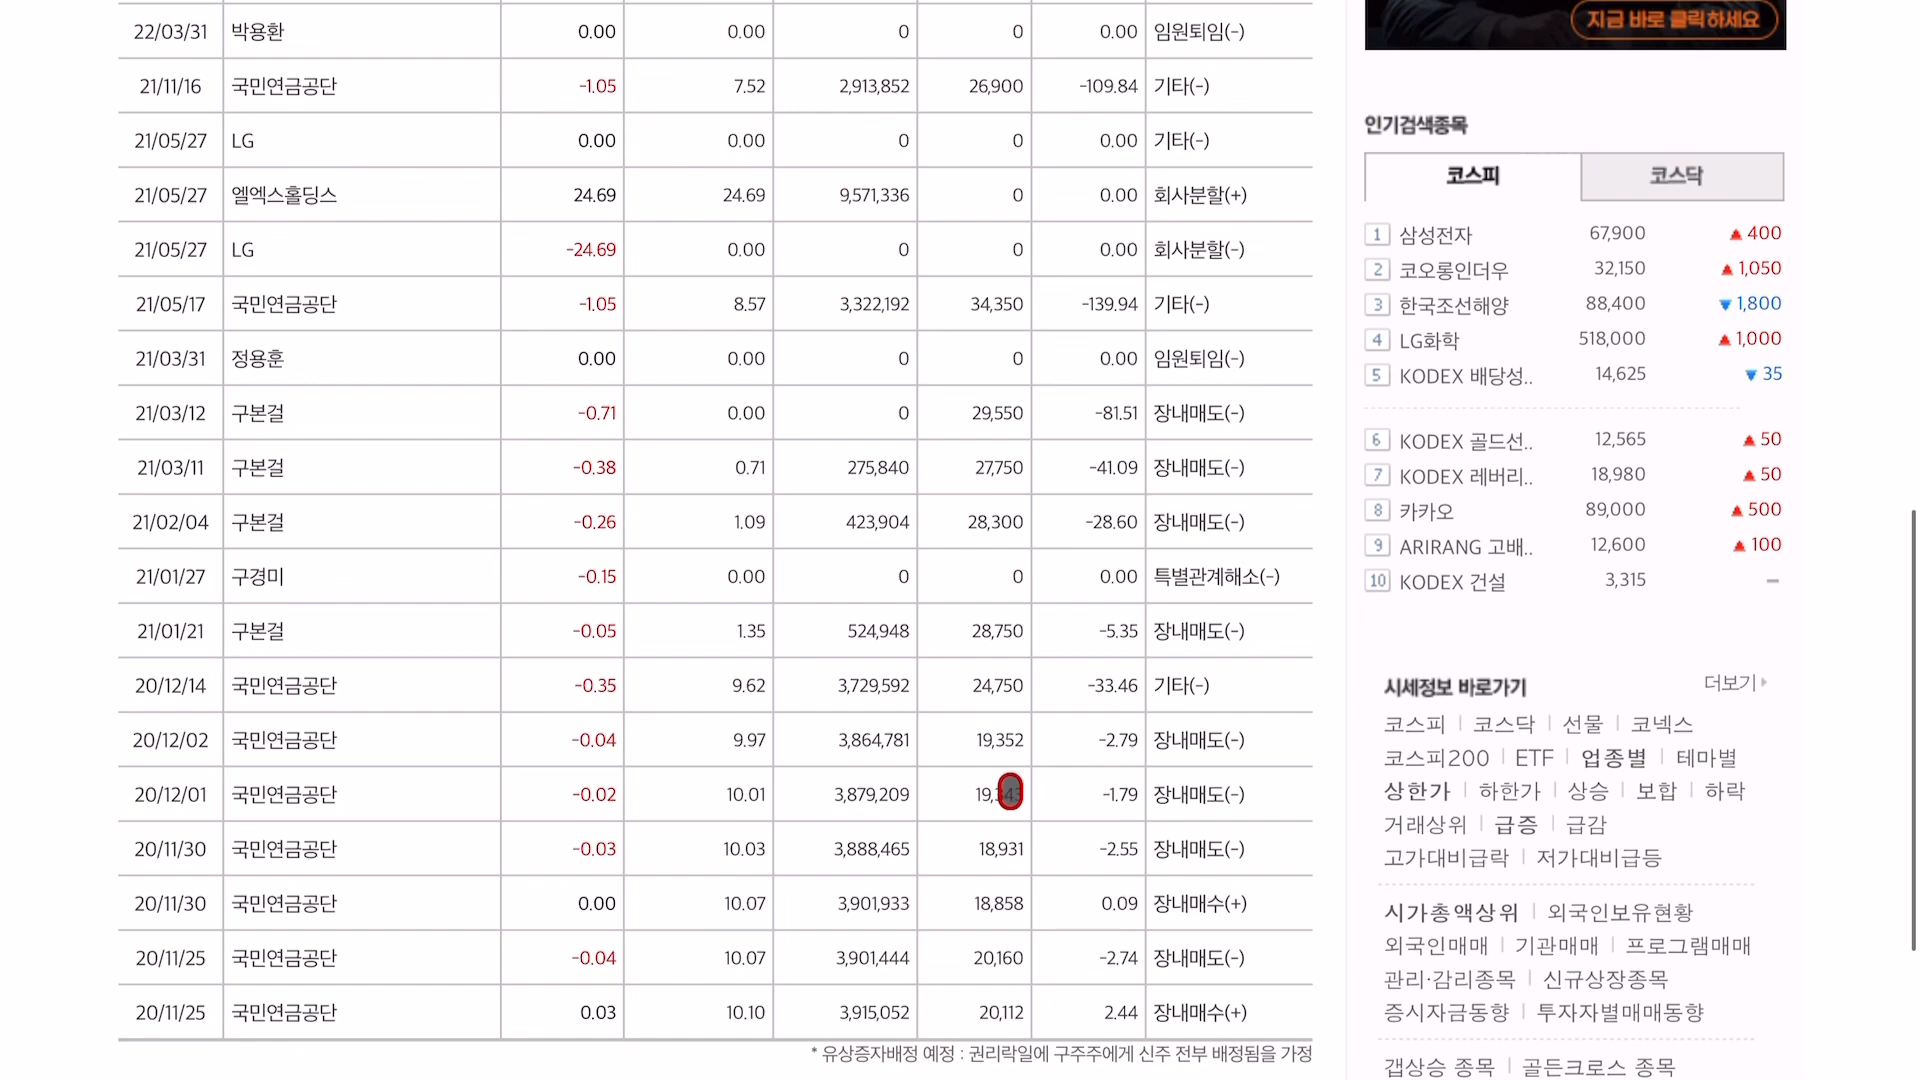 22/03/31 박용환 0.00 0.00 0 0 0.00 임원퇴임(-)
21/11/16 국민연금공단 -1.05 7.52 2,913,852 26,900 -109.84 기타(-)
21/05/27 LG 0.00 0.00 0 0 0.00 기타(-)
21/05/27 엘엑스홀딩스 24.69 24.69 9,571,336 0 0.00 회사분할(+)
21/05/27 LG -24.69 0.00 0 0 0.00 회사분할(-)
21/05/17 국민연금공단 -1.05 8.57 3,322,192 34,350 -139.94 기타(-)
21/03/31 정용훈 0.00 0.00 0 0 0.00 임원퇴임(-)
21/03/12 구본걸 -0.71 0.00 0 29,550 -81.51 장내매도(-)
21/03/11 구본걸 -0.38 0.71 275,840 27,750 -41.09 장내매도(-)
21/02/04 구본걸 -0.26 1.09 423,904 28,300 -28.60 장내매도(-)
21/01/27 구경미 -0.15 0.00 0 0 0.00 특별관계해소(-)
21/01/21 구본걸 -0.05 1.35 524,948 28,750 -5.35 장내매도(-)
20/12/14 국민연금공단 -0.35 9.62 3,729,592 24,750 -33.46 기타(-)
20/12/02 국민연금공단 -0.04 9.97 3,864,781 19,352 -2.79 장내매도(-)
20/12/01 국민연금공단 -0.02 10.01 3,879,209 -1.79 장내매도(-)
20/11/30 국민연금공단 -0.03 10.03 3,888,465 18,931 -2.55 장내매도(-)
20/11/30 국민연금공단 0.00 10.07 3,901,933 18,858 0.09 장내매수(+)
20/11/25 국민연금공단 -0.04 10.07 3,901,444 20,160 -2.74 장내매도(-)
20/11/25 국민연금공단 0.03 10.10 3,915,052 20,112 2.44 장내매수(+)
* 유상증자배정 예정 : 권리락일에 구주주에게 신주 전부 배정됨을 가정
지금 바로 클릭하세요
인기검색종목
코스피 코스닥
1 삼성전자 67,900 ▲ 400
2 코오롱인더우 32,150 ▲ 1,050
3 한국조선해양 88,400 ▼ 1,800
4 LG화학 518,000 ▲ 1,000
5 KODEX 배당성.. 14,625 ▼ 35
6 KODEX 골드선.. 12,565 ▲ 50
7 KODEX 레버리.. 18,980 ▲ 50
8 카카오 89,000 ▲ 500
9 ARIRANG 고배.. 12,600 ▲ 100
10 KODEX 건설 3,315 -
시세정보 바로가기 더보기
코스피 | 코스닥 | 선물 | 코넥스
코스피200 | ETF | 업종별 | 테마별
상한가 | 하한가 | 상승 | 보합 | 하락
거래상위 | 급증 | 급감
고가대비급락 | 저가대비급등
시가총액상위 | 외국인보유현황
외국인매매 | 기관매매 | 프로그램매매
관리·감리종목 | 신규상장종목
증시자금동향 | 투자자별매매동향
갭상승 종목 | 골든크로스 종목